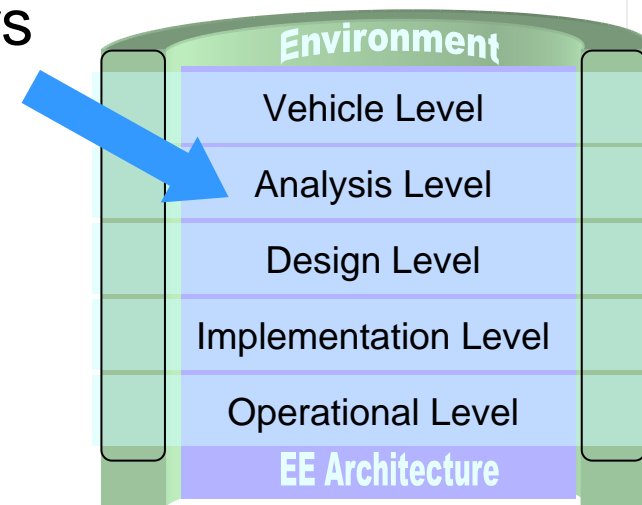 Environment
Vehicle Level
Analysis Level
Design Level
Implementation Level
Operational Level
EE Architecture